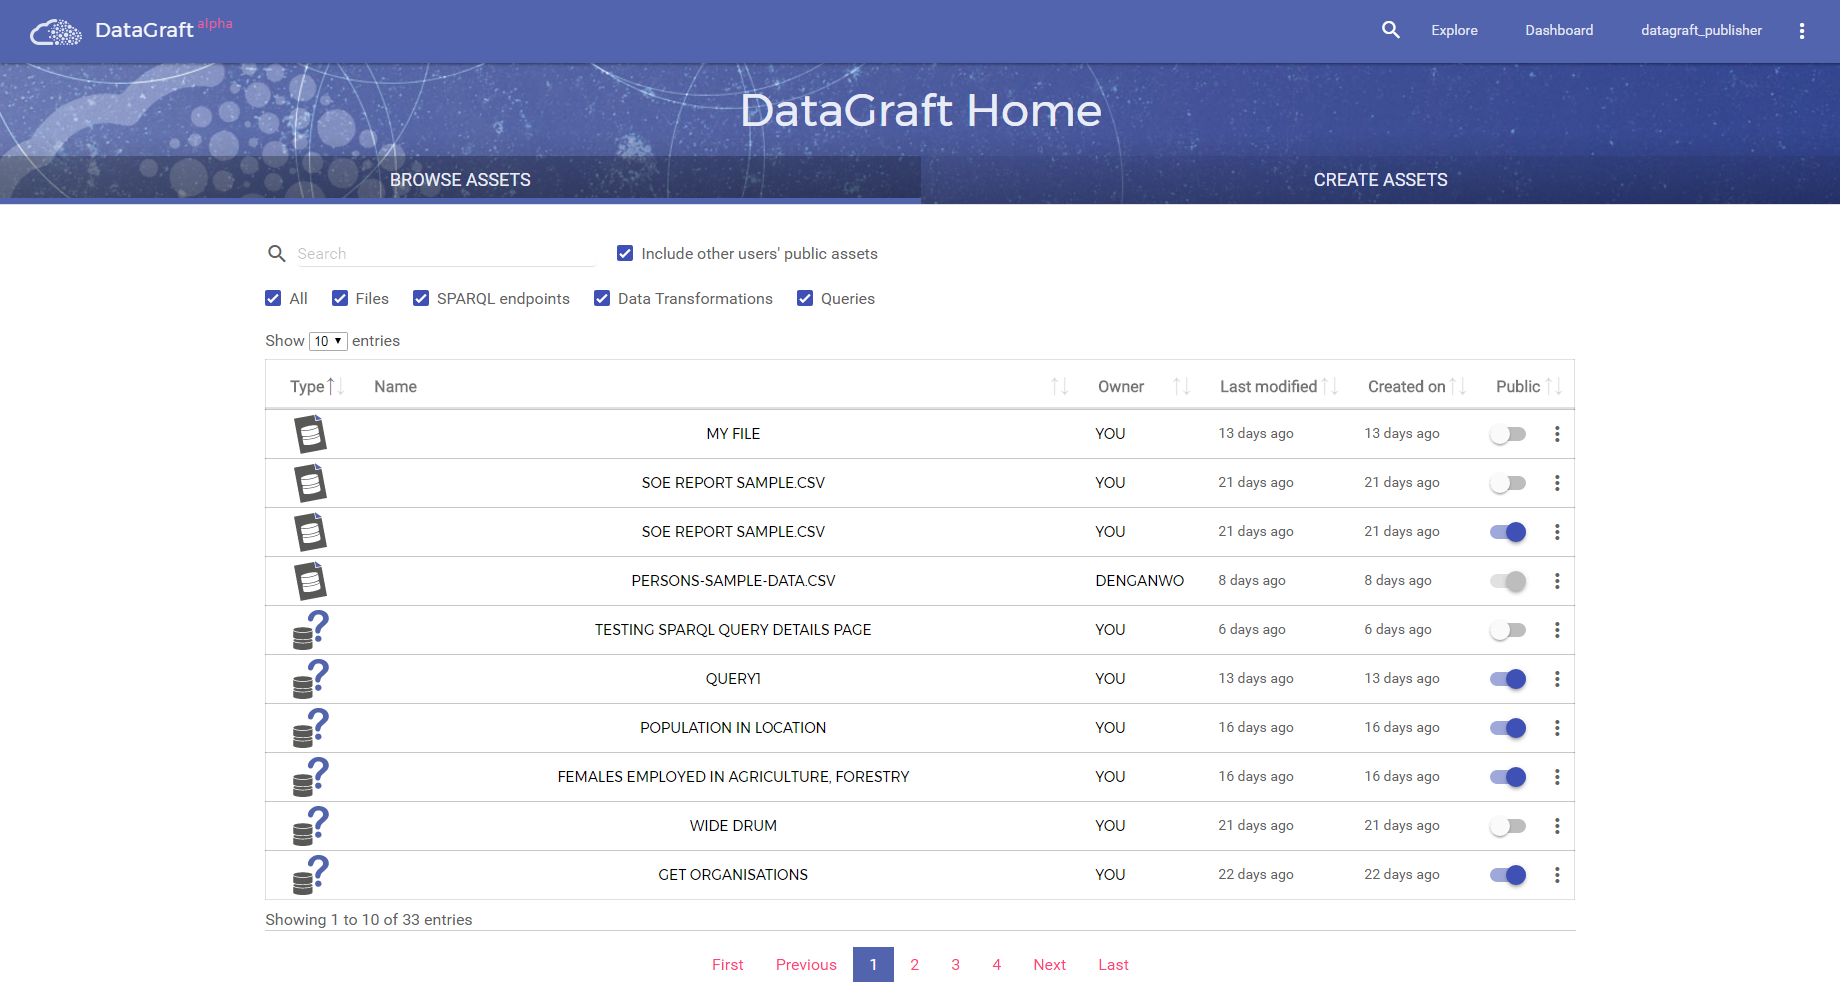 DataGraft alpha Explore Dashboard datagraft_publisher
DataGraft Home
BROWSE ASSETS CREATE ASSETS
Search Include other users' public assets
All Files SPARQL endpoints Data Transformations Queries
Show 10 entries
Type Name Owner Last modified Created on Public
MY FILE YOU 13 days ago 13 days ago
SOE REPORT SAMPLE.CSV YOU 21 days ago 21 days ago
SOE REPORT SAMPLE.CSV YOU 21 days ago 21 days ago
PERSONS-SAMPLE-DATA.CSV DENGANWO 8 days ago 8 days ago
TESTING SPARQL QUERY DETAILS PAGE YOU 6 days ago 6 days ago
QUERY1 YOU 13 days ago 13 days ago
POPULATION IN LOCATION YOU 16 days ago 16 days ago
FEMALES EMPLOYED IN AGRICULTURE, FORESTRY YOU 16 days ago 16 days ago
WIDE DRUM YOU 21 days ago 21 days ago
GET ORGANISATIONS YOU 22 days ago 22 days ago
Showing 1 to 10 of 33 entries
First Previous 1 2 3 4 Next Last